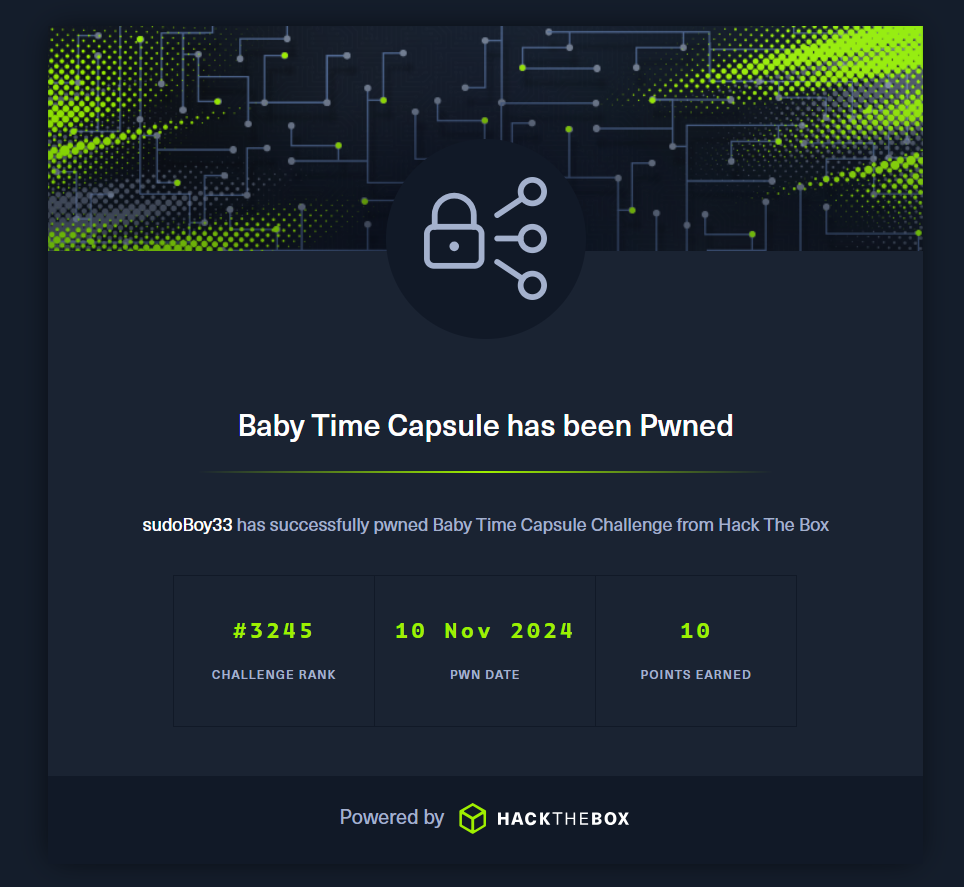 Baby Time Capsule has been Pwned
sudoBoy33 has successfully pwned Baby Time Capsule Challenge from Hack The Box
#3245
CHALLENGE RANK
10 Nov 2024
PWN DATE
10
POINTS EARNED
Powered by HACKTHEBOX